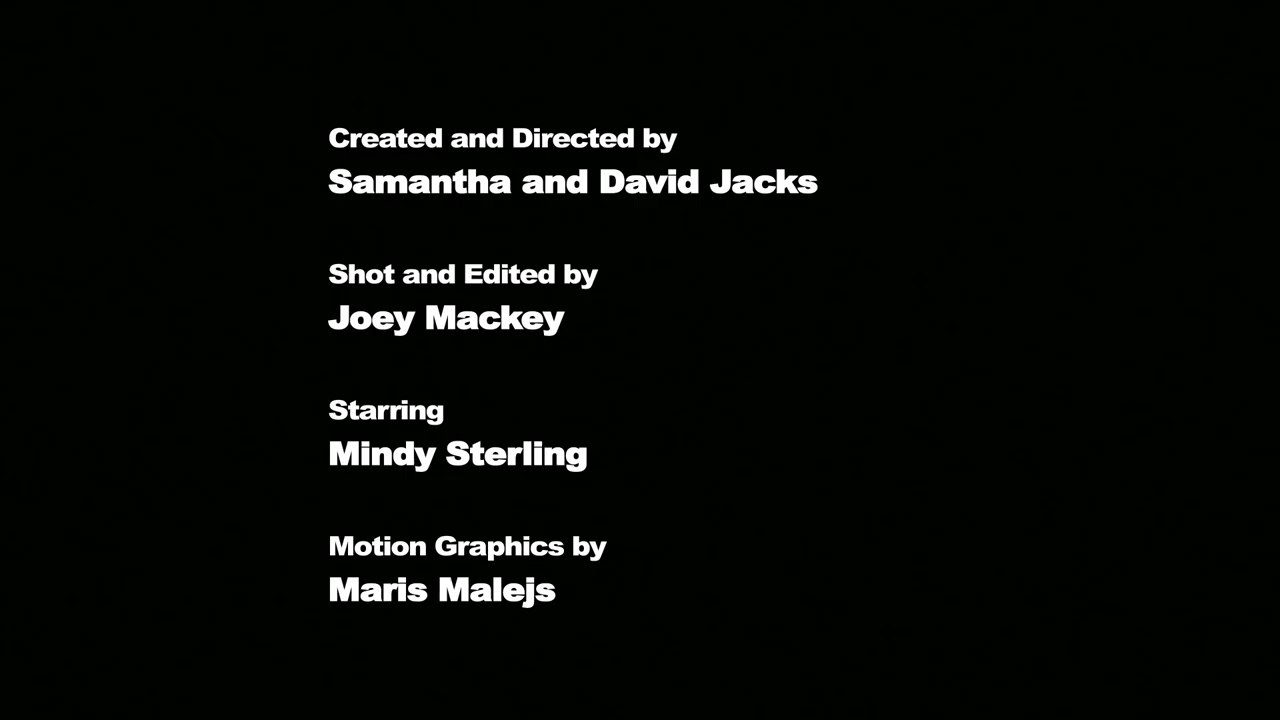 Created and Directed by
Samantha and David Jacks
Shot and Edited by
Joey Mackey
Starring
Mindy Sterling
Motion Graphics by
Maris Malejs